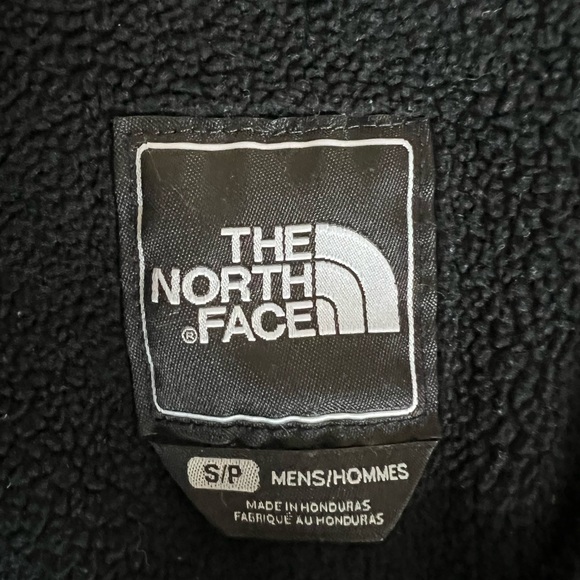 THE
NORTH
®FACE
S/P MENS/HOMMES
MADE IN HONDURAS
FABRIQUÉ AU HONDURAS